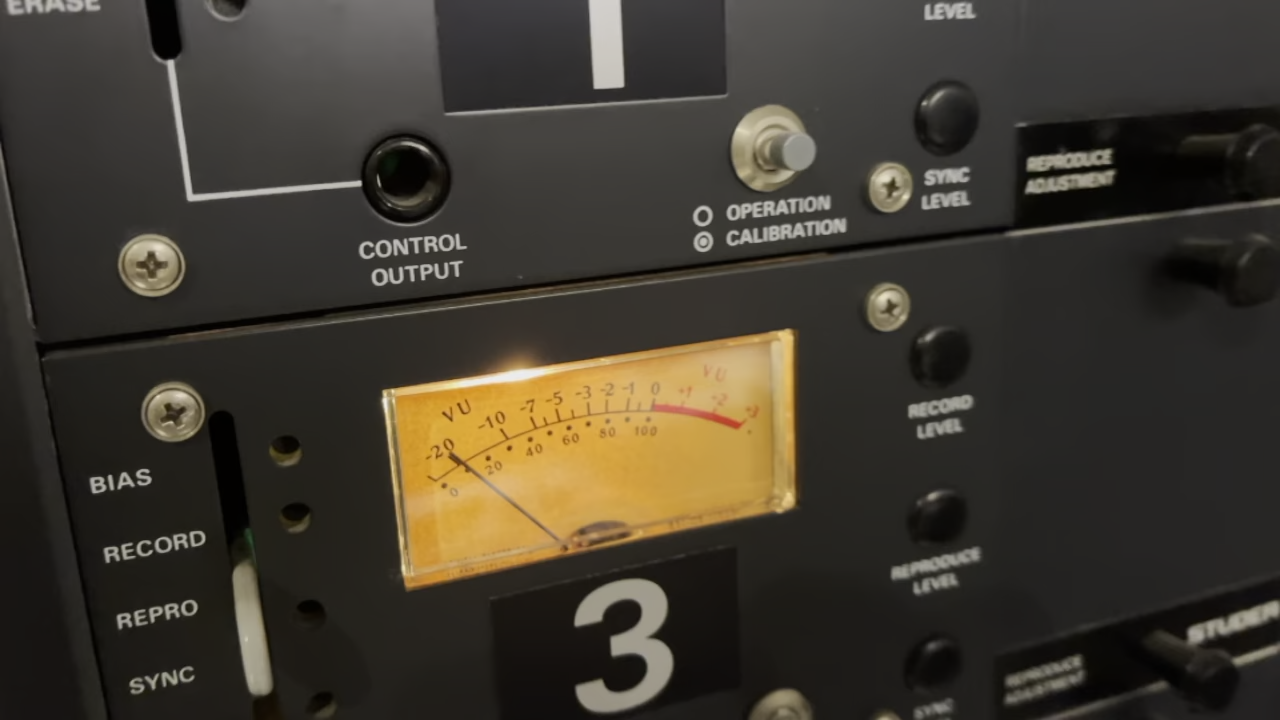 ERASE
LEVEL
1
REPRODUCE
ADJUSTMENT
SYNC
LEVEL
OPERATION
CALIBRATION
CONTROL
OUTPUT
VU
VU
-20 -10 -7 -5 -3 -2 -1 0 +1 +2 +3
0 20 40 60 80 100
RECORD
LEVEL
BIAS
RECORD
REPRO
SYNC
REPRODUCE
LEVEL
3
STUDER
REPRODUCE
ADJUSTMENT
SYNC